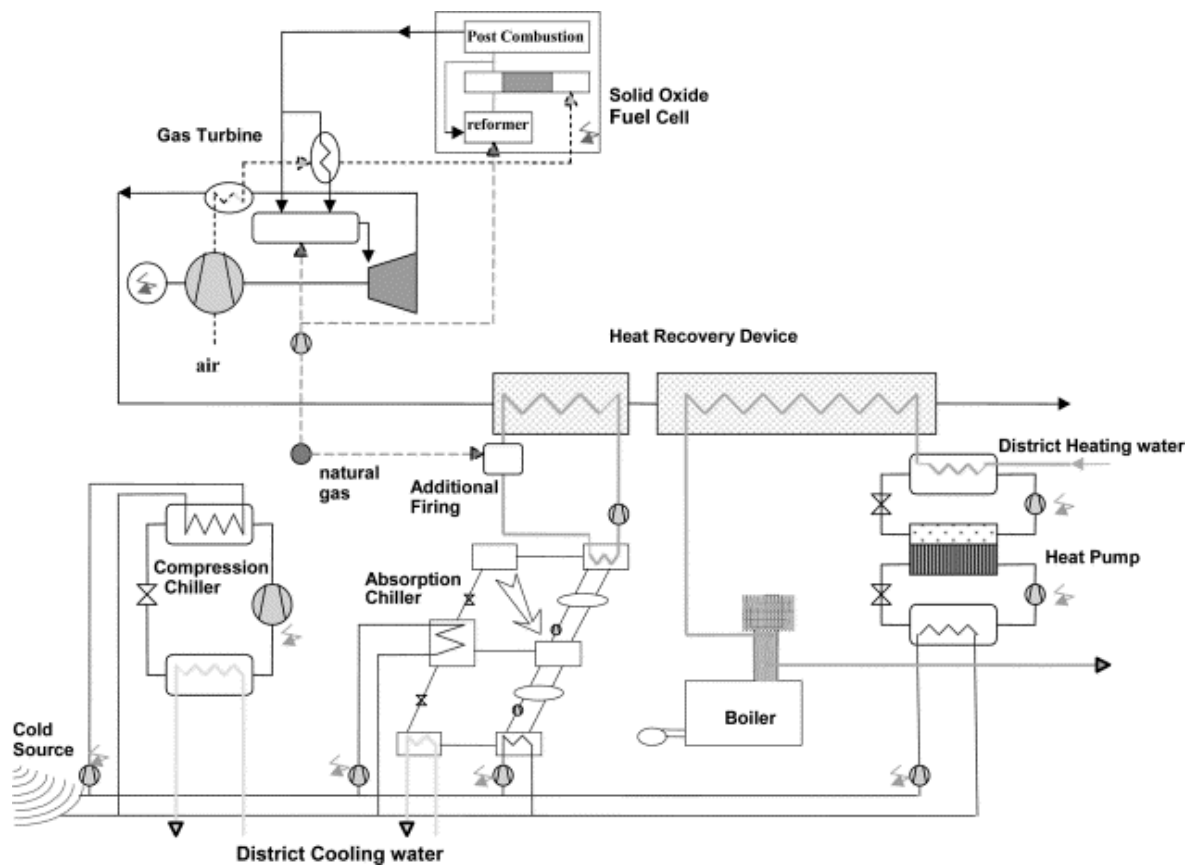 Post Combustion
Solid Oxide
Fuel Cell
reformer
Gas Turbine
air
Heat Recovery Device
District Heating water
natural
gas
Additional
Firing
Compression
Chiller
Absorption
Chiller
Heat Pump
Boiler
Cold
Source
District Cooling water